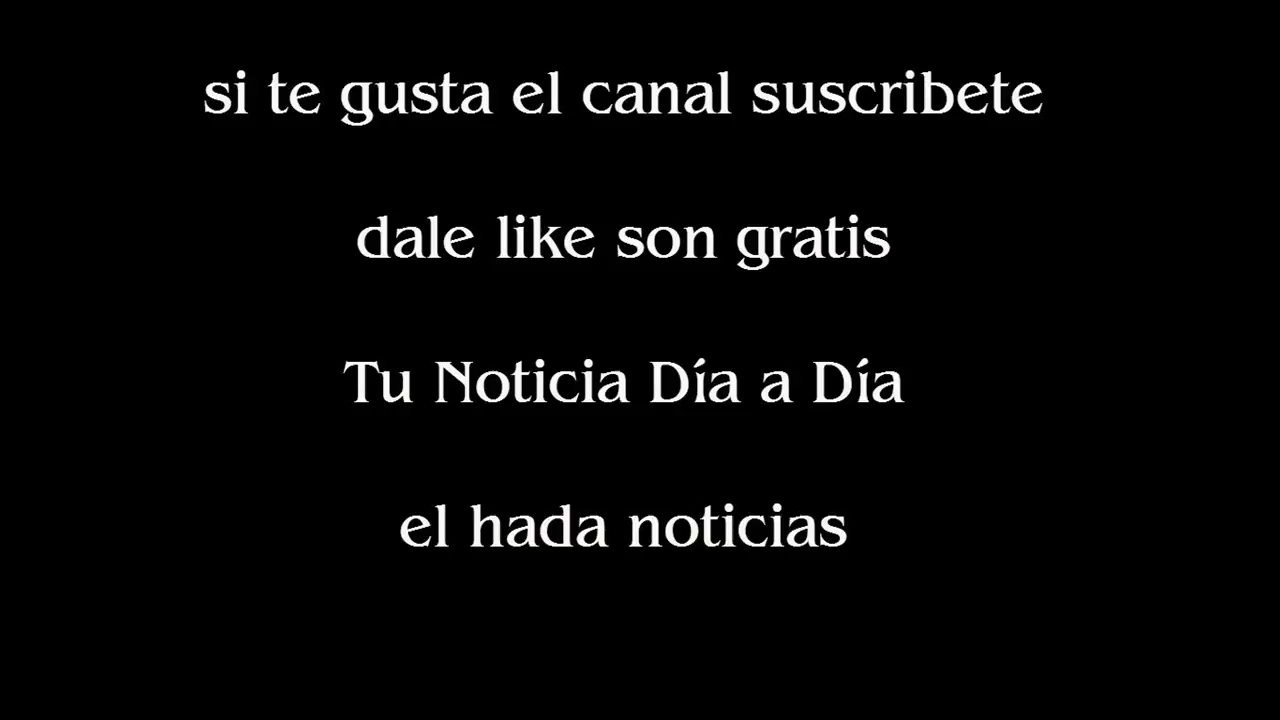 si te gusta el canal suscribete
dale like son gratis
Tu Noticia Día a Día
el hada noticias